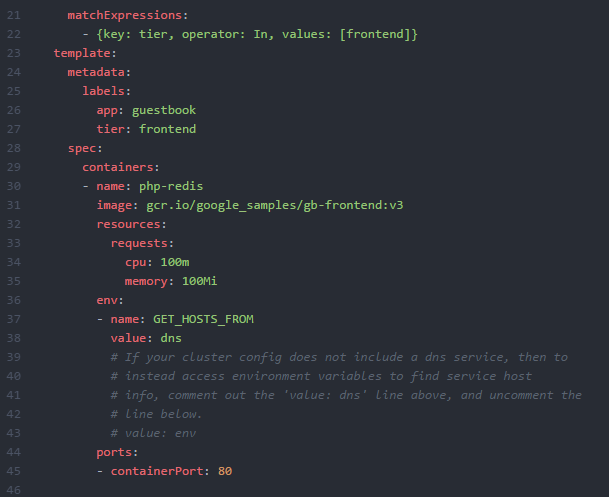 21 matchExpressions:
22 - {key: tier, operator: In, values: [frontend]}
23 template:
24 metadata:
25 labels:
26 app: guestbook
27 tier: frontend
28 spec:
29 containers:
30 - name: php-redis
31 image: gcr.io/google_samples/gb-frontend:v3
32 resources:
33 requests:
34 cpu: 100m
35 memory: 100Mi
36 env:
37 - name: GET_HOSTS_FROM
38 value: dns
39 # If your cluster config does not include a dns service, then to
40 # instead access environment variables to find service host
41 # info, comment out the 'value: dns' line above, and uncomment the
42 # line below.
43 # value: env
44 ports:
45 - containerPort: 80
46